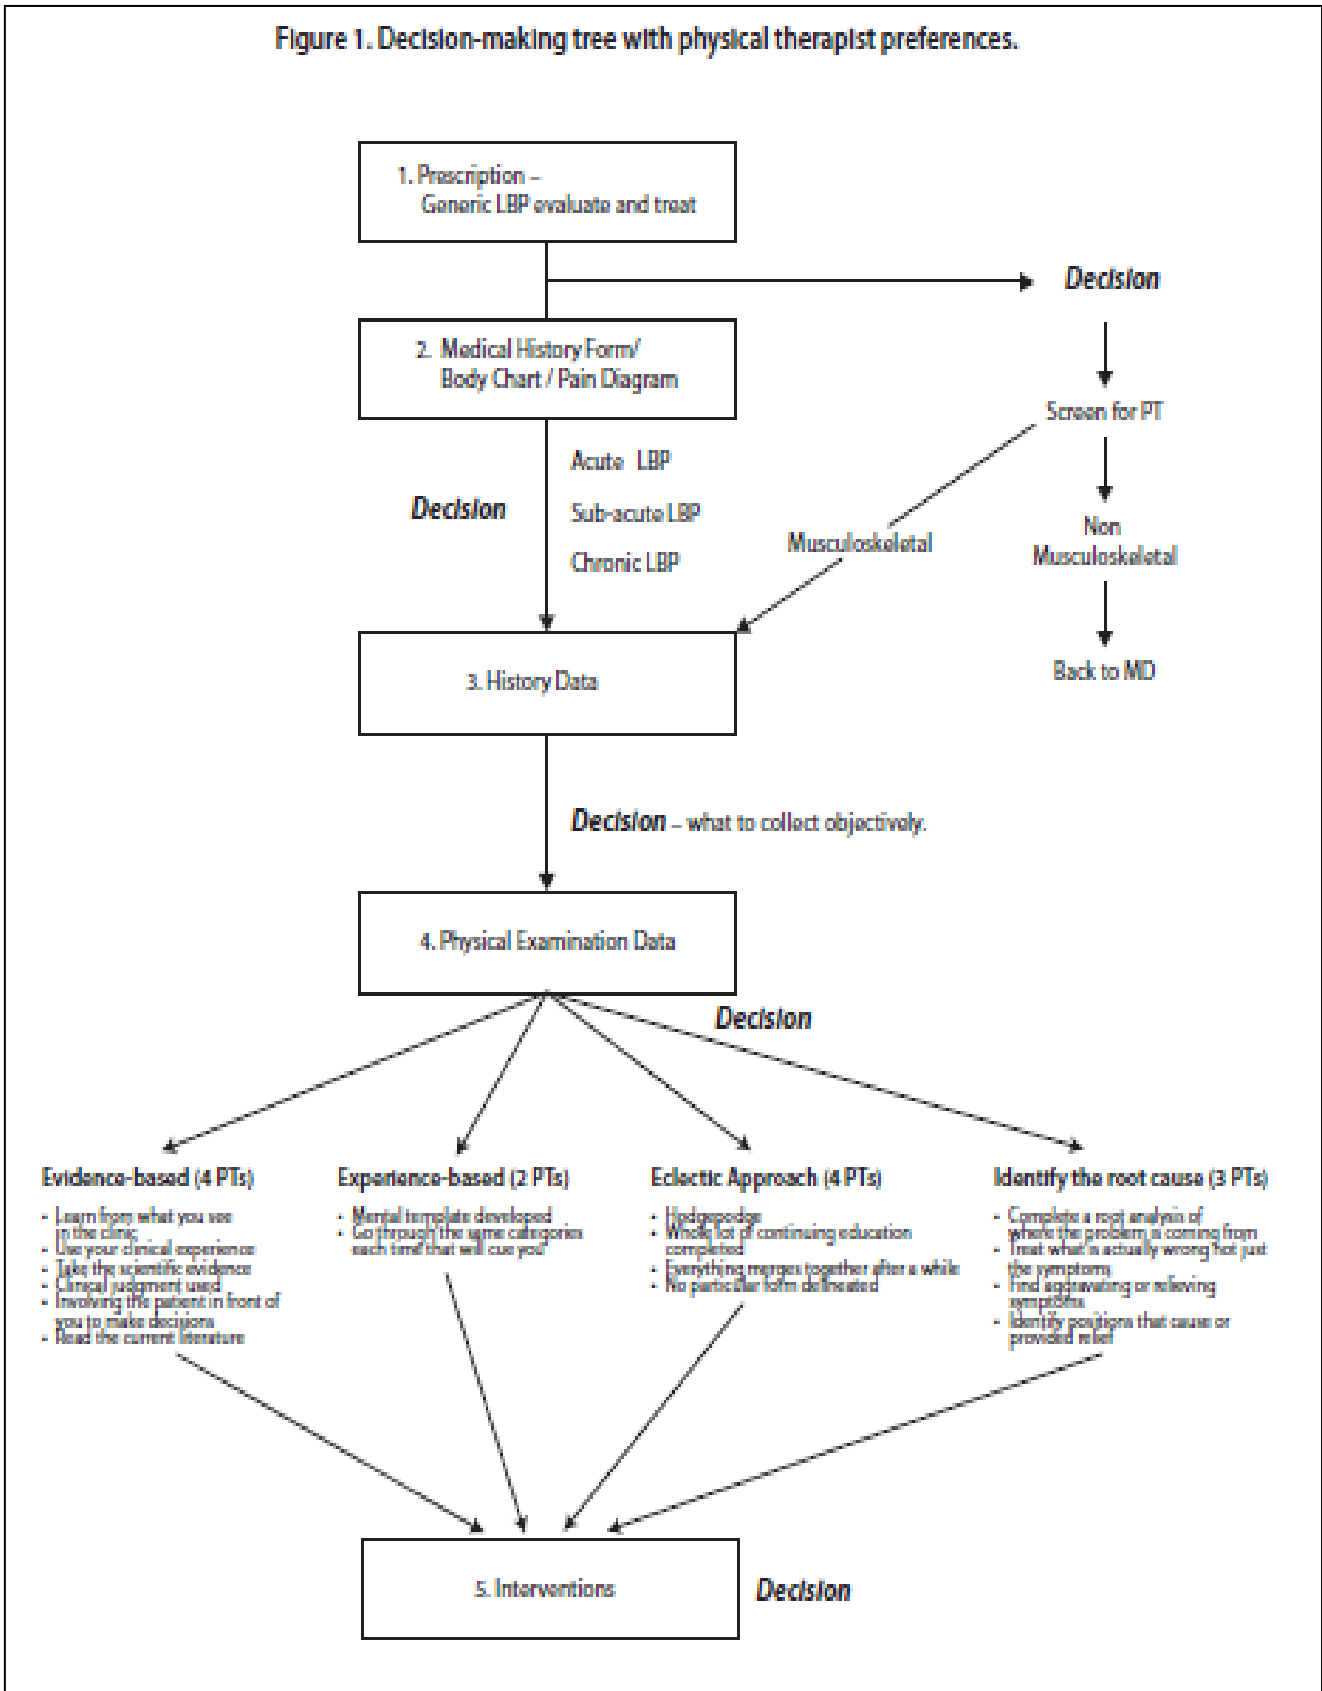 Figure 1. Decision-making tree with physical therapist preferences.
1. Prescription –
Generic LBP evaluate and treat
Decision
2. Medical History Form/
Body Chart / Pain Diagram
Screen for PT
Acute LBP
Decision
Sub-acute LBP
Chronic LBP
Musculoskeletal
Non
Musculoskeletal
Back to MD
3. History Data
Decision – what to collect objectively.
4. Physical Examination Data
Decision
Evidence-based (4 PTs)
• Learn from what you see
in the clinic
• Use your clinical experience
• Take the scientific evidence
• Clinical judgment used
• Involving the patient in front of
you to make decisions
• Read the current literature
Experience-based (2 PTs)
• Mental template developed
• Go through the same categories
each time that will cue you
Eclectic Approach (4 PTs)
• Hodgepodge
• Whole lot of continuing education
completed
• Everything merges together after a while
• No particular form delineated
Identify the root cause (3 PTs)
• Complete a root analysis of
where the problem is coming from
• Treat what is actually wrong not just
the symptoms
• Find aggravating or relieving
symptoms
• Identify positions that cause or
provided relief
5. Interventions
Decision